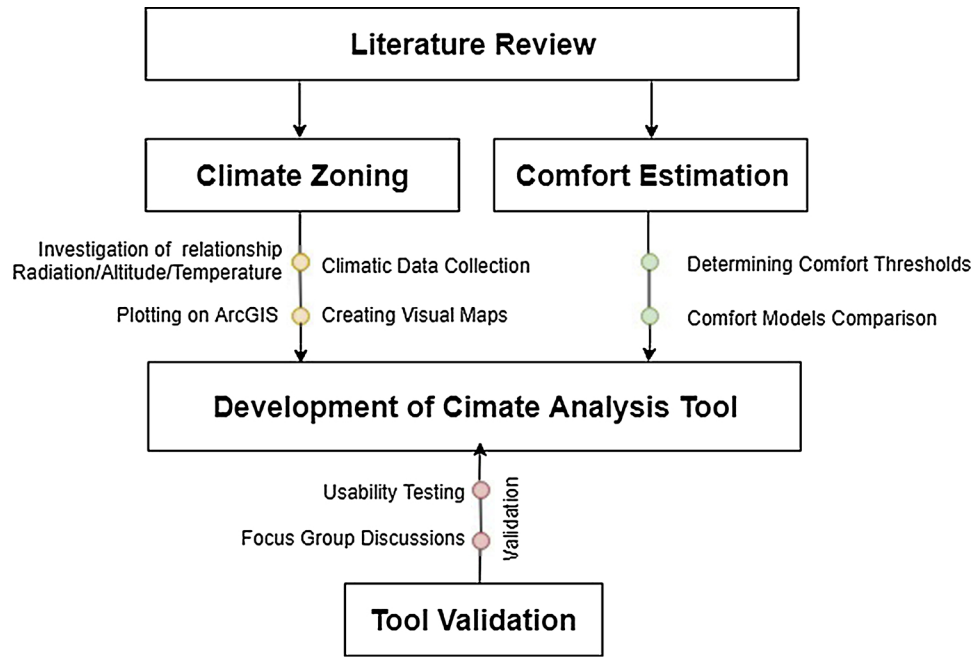 Literature Review
Climate Zoning
Comfort Estimation
Investigation of relationship
Radiation/Altitude/Temperature
Climatic Data Collection
Plotting on ArcGIS
Creating Visual Maps
Determining Comfort Thresholds
Comfort Models Comparison
Development of Cimate Analysis Tool
Usability Testing
Focus Group Discussions
Validation
Tool Validation